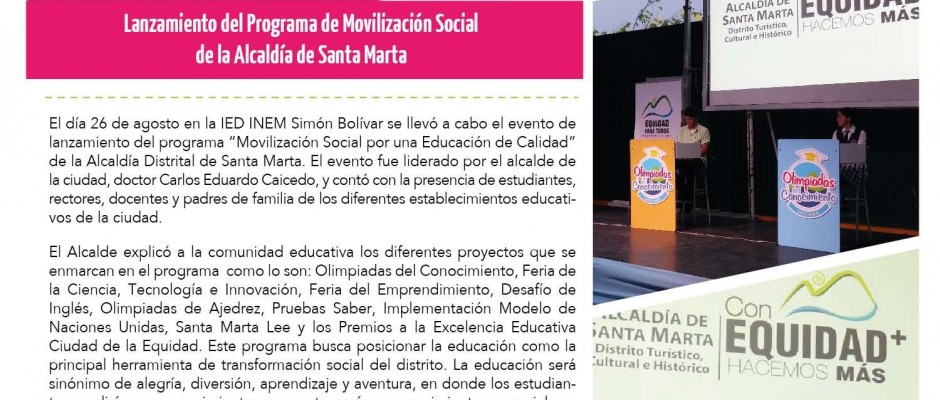 Lanzamiento del Programa de Movilización Social
de la Alcaldía de Santa Marta
El día 26 de agosto en la IED INEM Simón Bolívar se llevó a cabo el evento de
lanzamiento del programa “Movilización Social por una Educación de Calidad”
de la Alcaldía Distrital de Santa Marta. El evento fue liderado por el alcalde de
la ciudad, doctor Carlos Eduardo Caicedo, y contó con la presencia de estudiantes,
rectores, docentes y padres de familia de los diferentes establecimientos educati-
vos de la ciudad.
El Alcalde explicó a la comunidad educativa los diferentes proyectos que se
enmarcan en el programa como lo son: Olimpiadas del Conocimiento, Feria de
la Ciencia, Tecnología e Innovación, Feria del Emprendimiento, Desafío de
Inglés, Olimpiadas de Ajedrez, Pruebas Saber, Implementación Modelo de
Naciones Unidas, Santa Marta Lee y los Premios a la Excelencia Educativa
Ciudad de la Equidad. Este programa busca posicionar la educación como la
principal herramienta de transformación social del distrito. La educación será
sinónimo de alegría, diversión, aprendizaje y aventura, en donde los estudian-
ALCALDÍA DE
SANTA MARTA
Distrito Turístico,
Cultural e Histórico
EQUIDAD
HACEMOS MÁS
EQUIDAD
PARA TODOS
Olimpiadas
del
Conocimiento
Olimpiadas
del
Conocimiento
ALCALDÍA DE
SANTA MARTA
Distrito Turístico,
Cultural e Histórico
Con
EQUIDAD+
HACEMOS MÁS